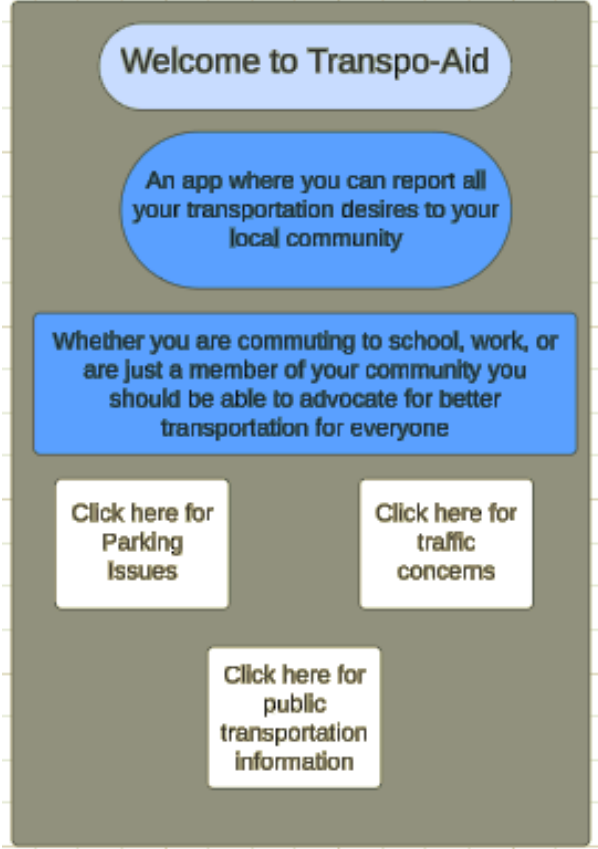 Welcome to Transpo-Aid
An app where you can report all
your transportation desires to your
local community
Whether you are commuting to school, work, or
are just a member of your community you
should be able to advocate for better
transportation for everyone
Click here for
Parking
Issues
Click here for
traffic
concerns
Click here for
public
transportation
information